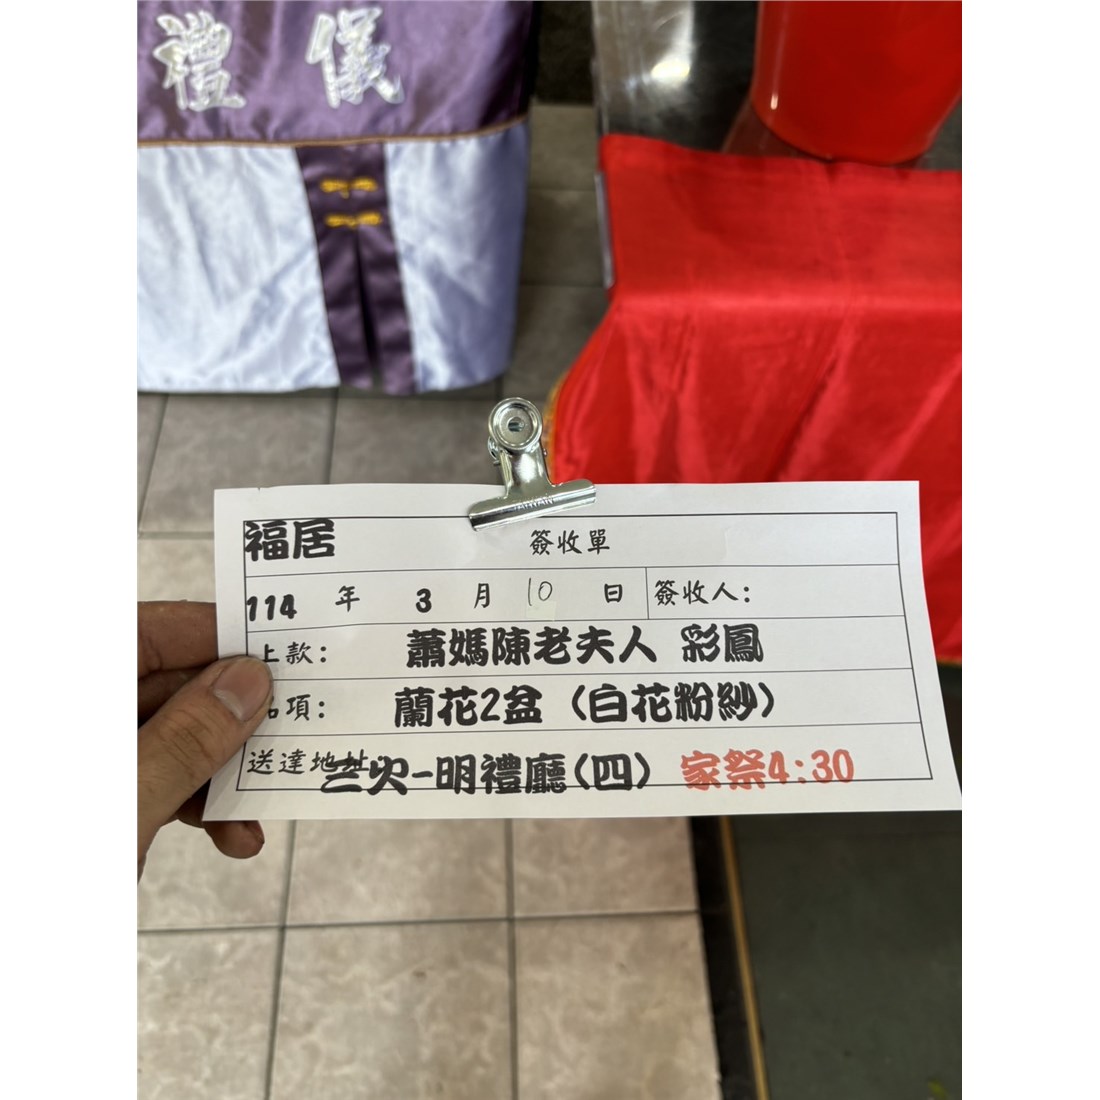 禮儀
TAIWAN
福居 簽收單
114 年 3 月 10 日 簽收人:
上款: 蕭媽陳老夫人 彩鳳
品項: 蘭花2盆 (白花粉紗)
送達地址 二火-明禮廳(四) 家祭4:30